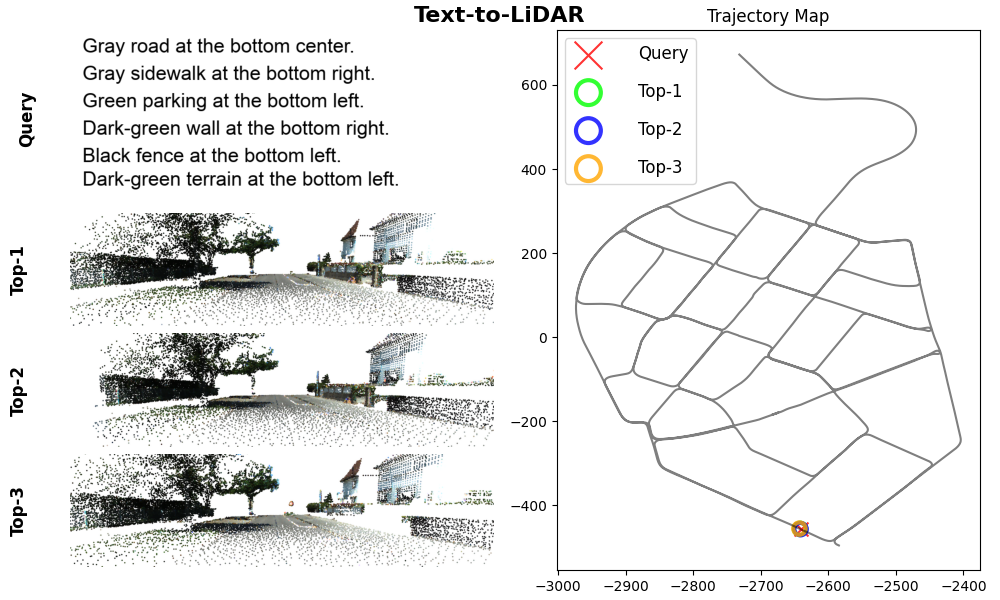 Text-to-LiDAR
Query
Gray road at the bottom center.
Gray sidewalk at the bottom right.
Green parking at the bottom left.
Dark-green wall at the bottom right.
Black fence at the bottom left.
Dark-green terrain at the bottom left.
Top-1
Top-2
Top-3
Trajectory Map
Query
Top-1
Top-2
Top-3
600
400
200
0
−200
−400
−3000 −2900 −2800 −2700 −2600 −2500 −2400